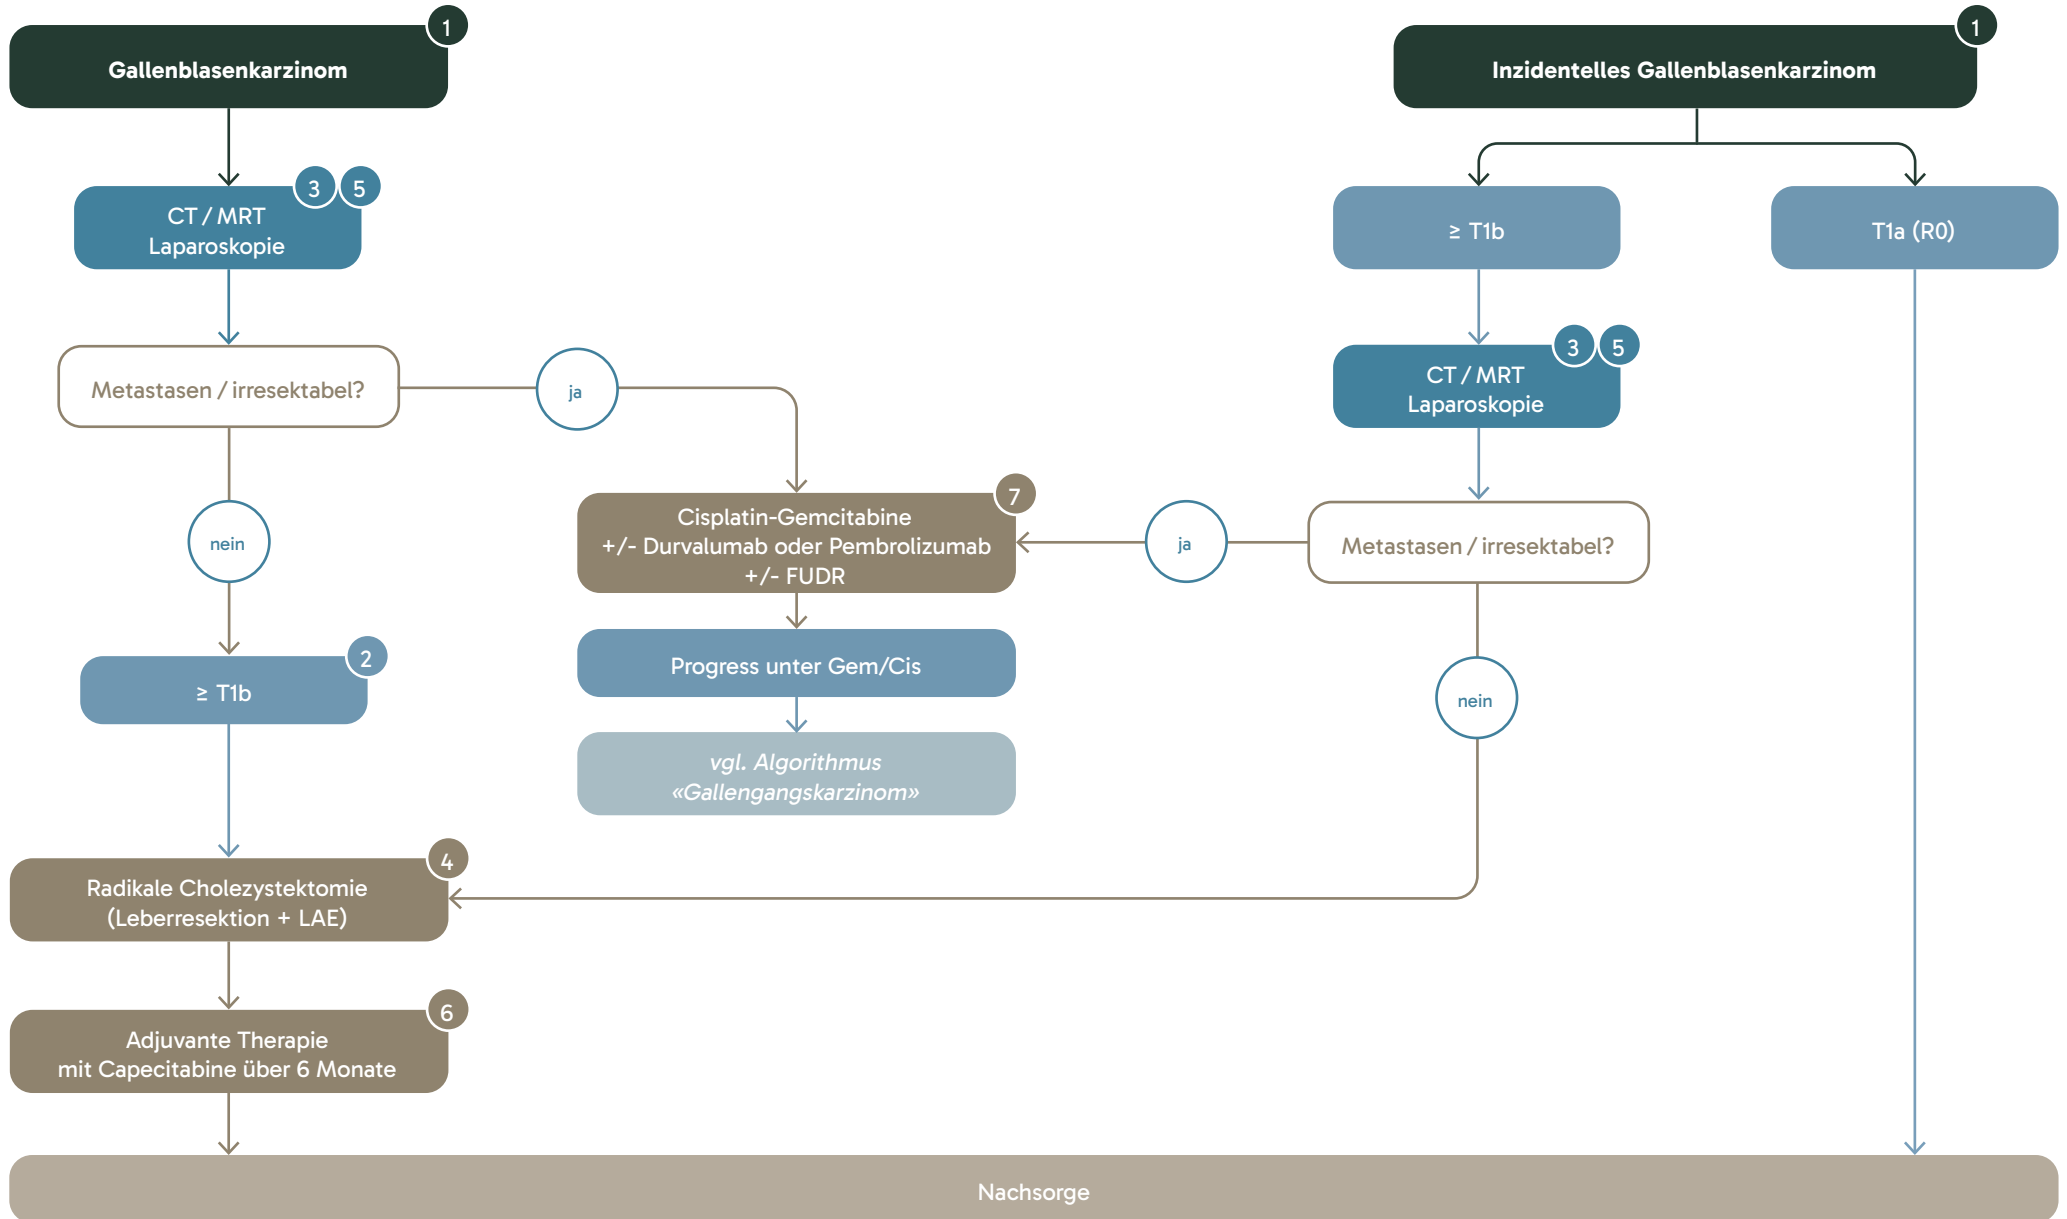 1
Gallenblasenkarzinom
3 5
CT / MRT
Laparoskopie
Metastasen / irresektabel?
ja
nein
2
≥ T1b
4
Radikale Cholezystektomie
(Leberresektion + LAE)
6
Adjuvante Therapie
mit Capecitabine über 6 Monate
7
Cisplatin-Gemcitabine
+/- Durvalumab oder Pembrolizumab
+/- FUDR
Progress unter Gem/Cis
vgl. Algorithmus
«Gallengangskarzinom»
1
Inzidentelles Gallenblasenkarzinom
≥ T1b
T1a (R0)
3 5
CT / MRT
Laparoskopie
Metastasen / irresektabel?
ja
nein
Nachsorge